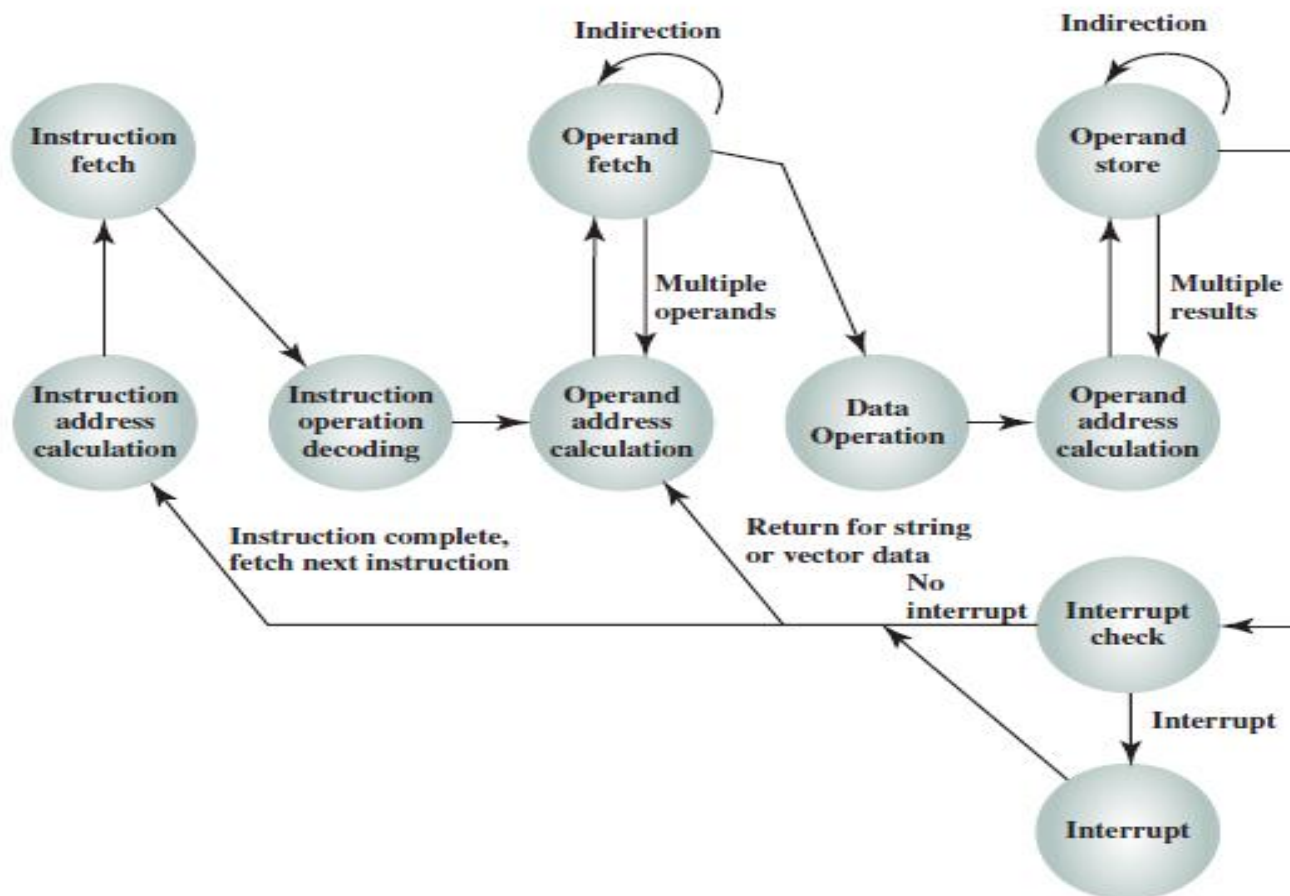 Indirection
Indirection
Instruction
fetch
Operand
fetch
Operand
store
Multiple
operands
Multiple
results
Instruction
address
calculation
Instruction
operation
decoding
Operand
address
calculation
Data
Operation
Operand
address
calculation
Instruction complete,
fetch next instruction
Return for string
or vector data
No
interrupt
Interrupt
check
Interrupt
Interrupt